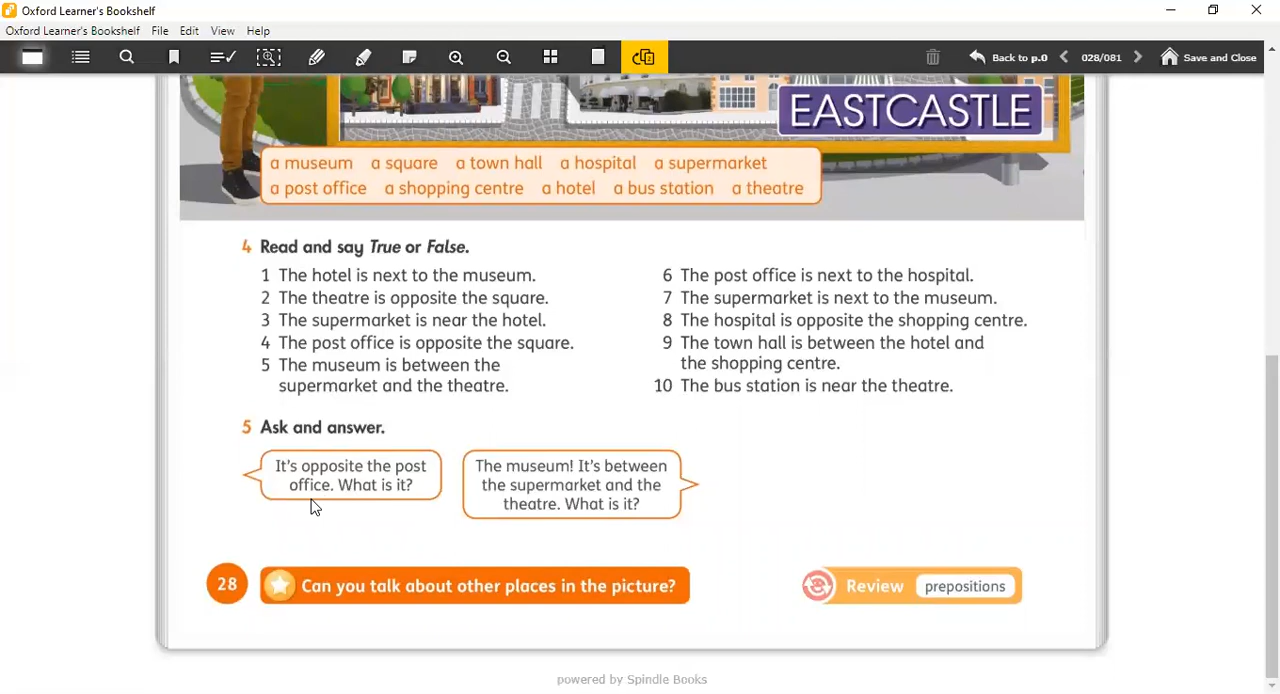 Oxford Learner's Bookshelf
Oxford Learner's Bookshelf File Edit View Help
Back to p.0 028/081 Save and Close
EASTCASTLE
a museum a square a town hall a hospital a supermarket
a post office a shopping centre a hotel a bus station a theatre
4 Read and say True or False.
1 The hotel is next to the museum.
2 The theatre is opposite the square.
3 The supermarket is near the hotel.
4 The post office is opposite the square.
5 The museum is between the
supermarket and the theatre.
6 The post office is next to the hospital.
7 The supermarket is next to the museum.
8 The hospital is opposite the shopping centre.
9 The town hall is between the hotel and
the shopping centre.
10 The bus station is near the theatre.
5 Ask and answer.
It's opposite the post
office. What is it?
The museum! It's between
the supermarket and the
theatre. What is it?
28 Can you talk about other places in the picture?
Review prepositions
powered by Spindle Books